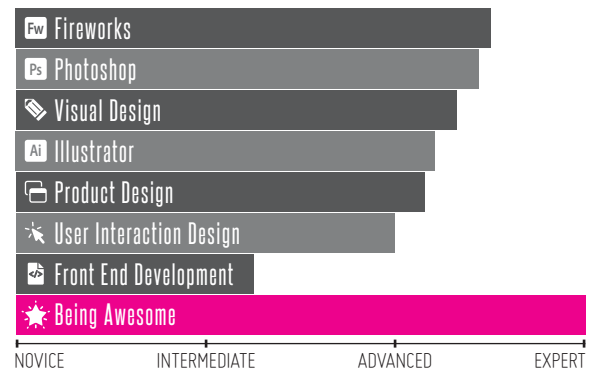 Fw Fireworks
Ps Photoshop
Visual Design
Ai Illustrator
Product Design
User Interaction Design
</> Front End Development
Being Awesome
NOVICE INTERMEDIATE ADVANCED EXPERT